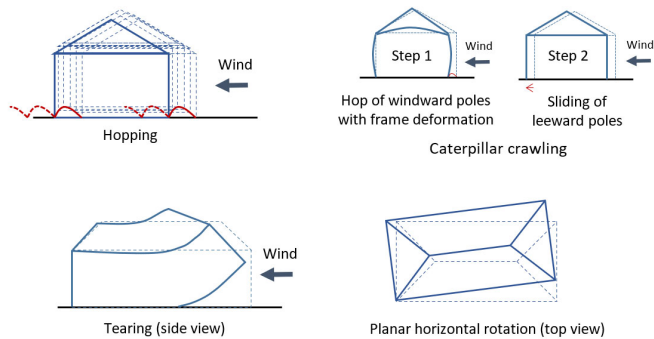 Wind
Hopping
Step 1
Wind
Step 2
Wind
Hop of windward poles
with frame deformation
Sliding of
leeward poles
Caterpillar crawling
Wind
Tearing (side view)
Planar horizontal rotation (top view)